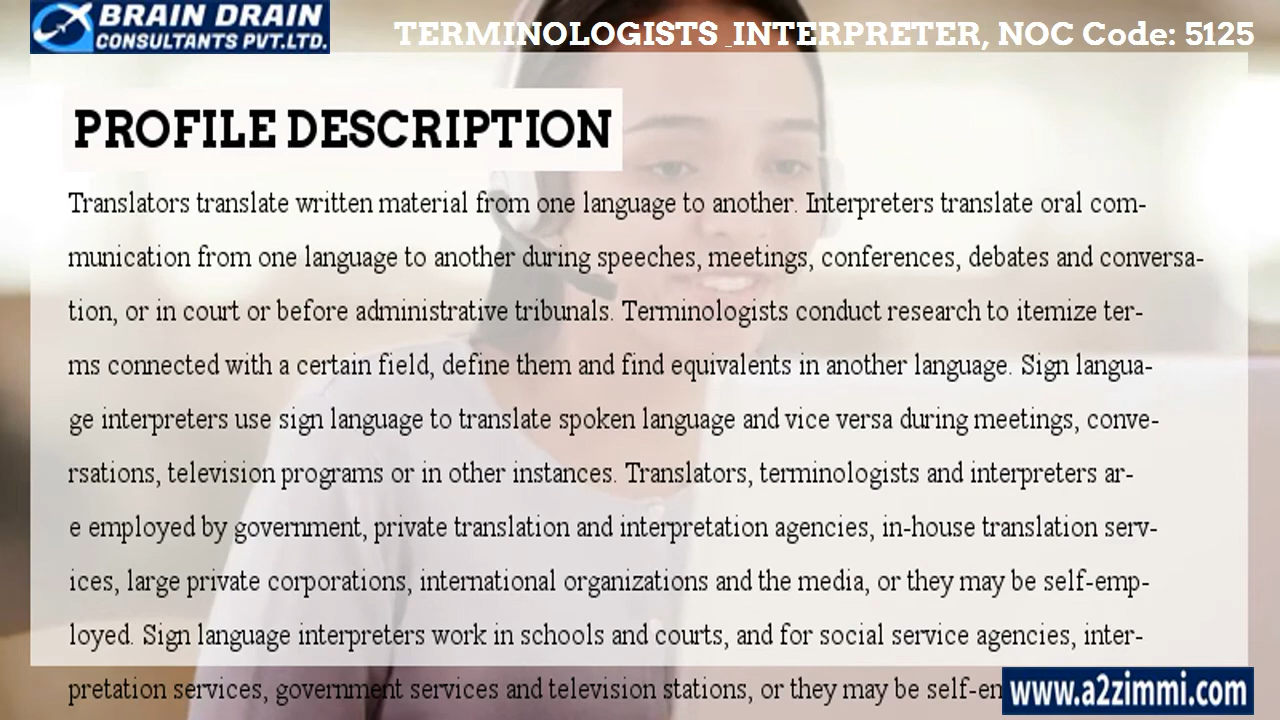 BRAIN DRAIN
CONSULTANTS PVT.LTD.
TERMINOLOGISTS _INTERPRETER, NOC Code: 5125
PROFILE DESCRIPTION
Translators translate written material from one language to another. Interpreters translate oral com-
munication from one language to another during speeches, meetings, conferences, debates and conversa-
tion, or in court or before administrative tribunals. Terminologists conduct research to itemize ter-
ms connected with a certain field, define them and find equivalents in another language. Sign langua-
ge interpreters use sign language to translate spoken language and vice versa during meetings, conve-
rsations, television programs or in other instances. Translators, terminologists and interpreters ar-
e employed by government, private translation and interpretation agencies, in-house translation serv-
ices, large private corporations, international organizations and the media, or they may be self-emp-
loyed. Sign language interpreters work in schools and courts, and for social service agencies, inter-
pretation services, government services and television stations, or they may be
www.a2zimmi.com